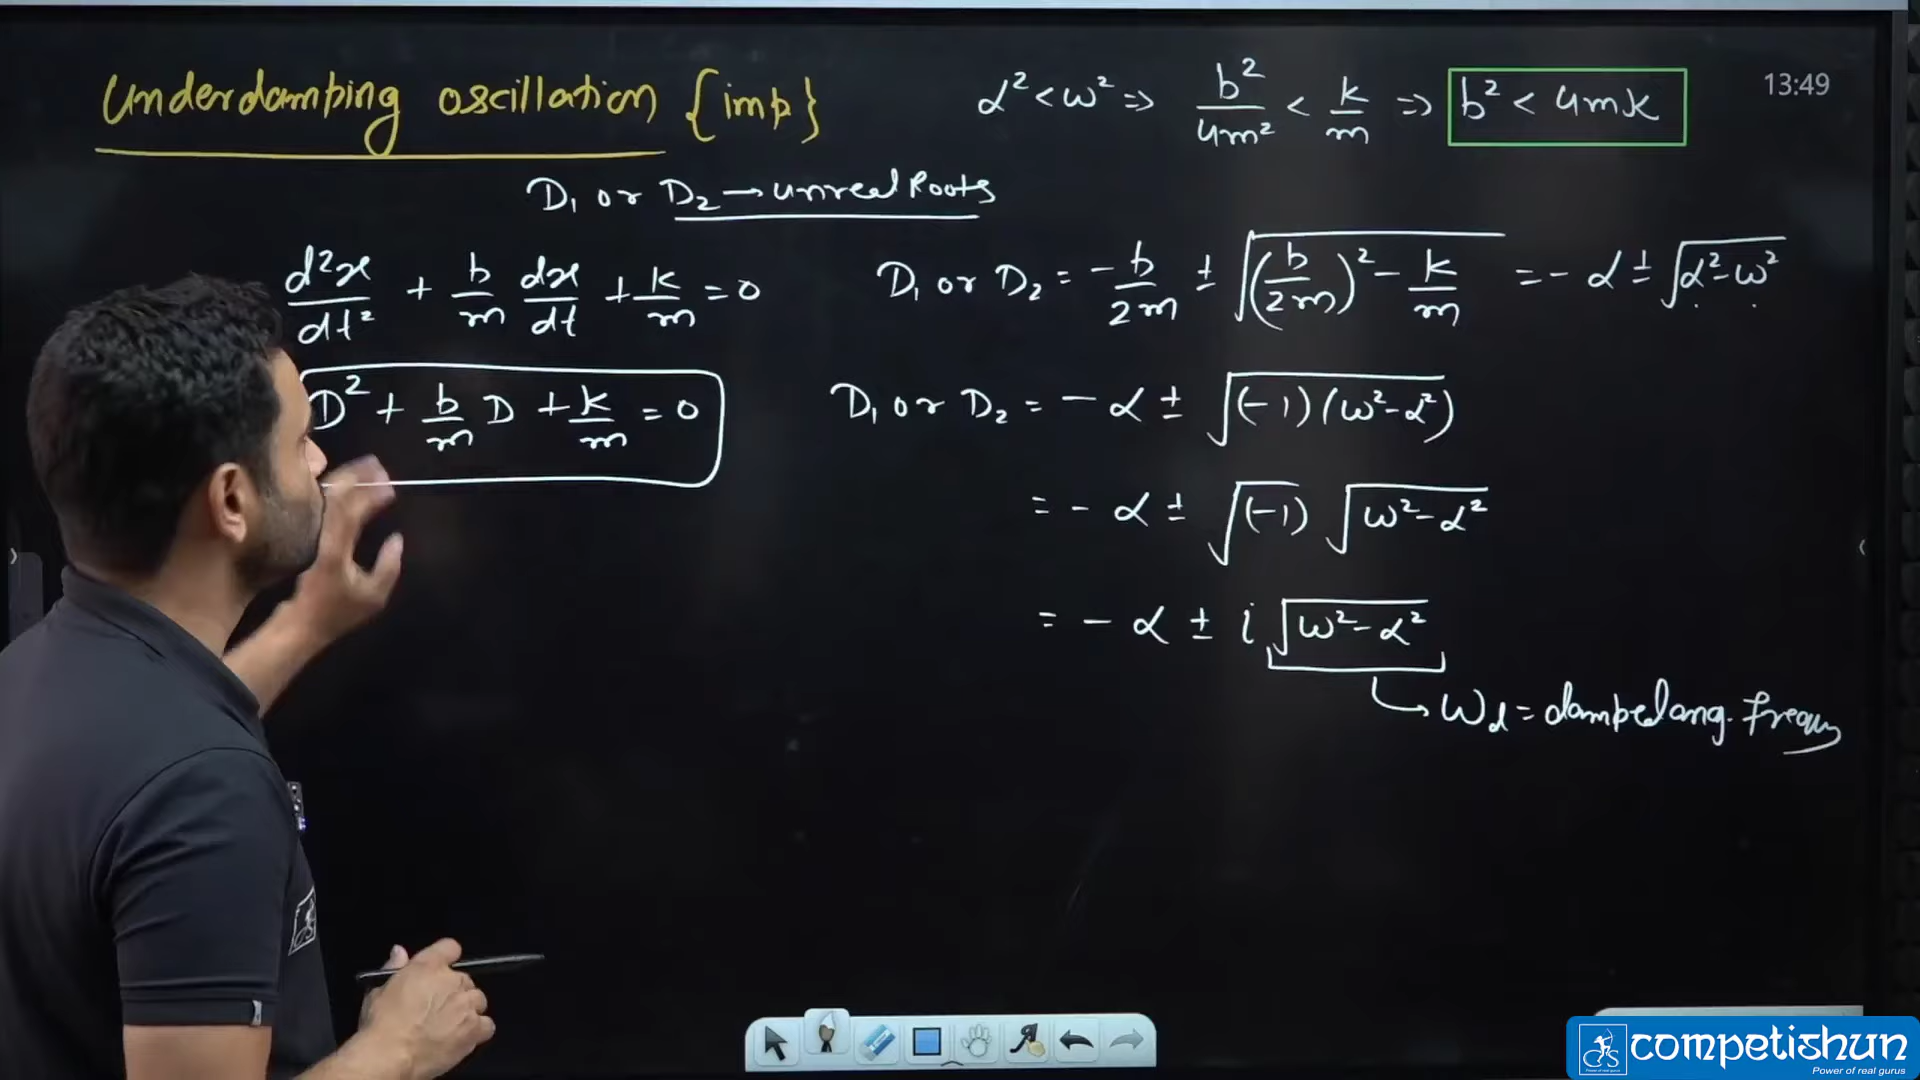 Underdamping oscillation {imp}
α² < ω² ⇒ b²/4m² < k/m ⇒ b² < 4mk
13:49
D₁ or D₂ → unreal Roots
d²x/dt² + b/m dx/dt + k/m = 0
D₁ or D₂ = - b/2m ± √((b/2m)² - k/m) = - α ± √(α² - ω²)
D² + b/m D + k/m = 0
D₁ or D₂ = - α ± √((-1)(ω² - α²))
= - α ± √(-1) √(ω² - α²)
= - α ± i √(ω² - α²)
ω_d = damped ang. frequ
competishun
Power of real gurus